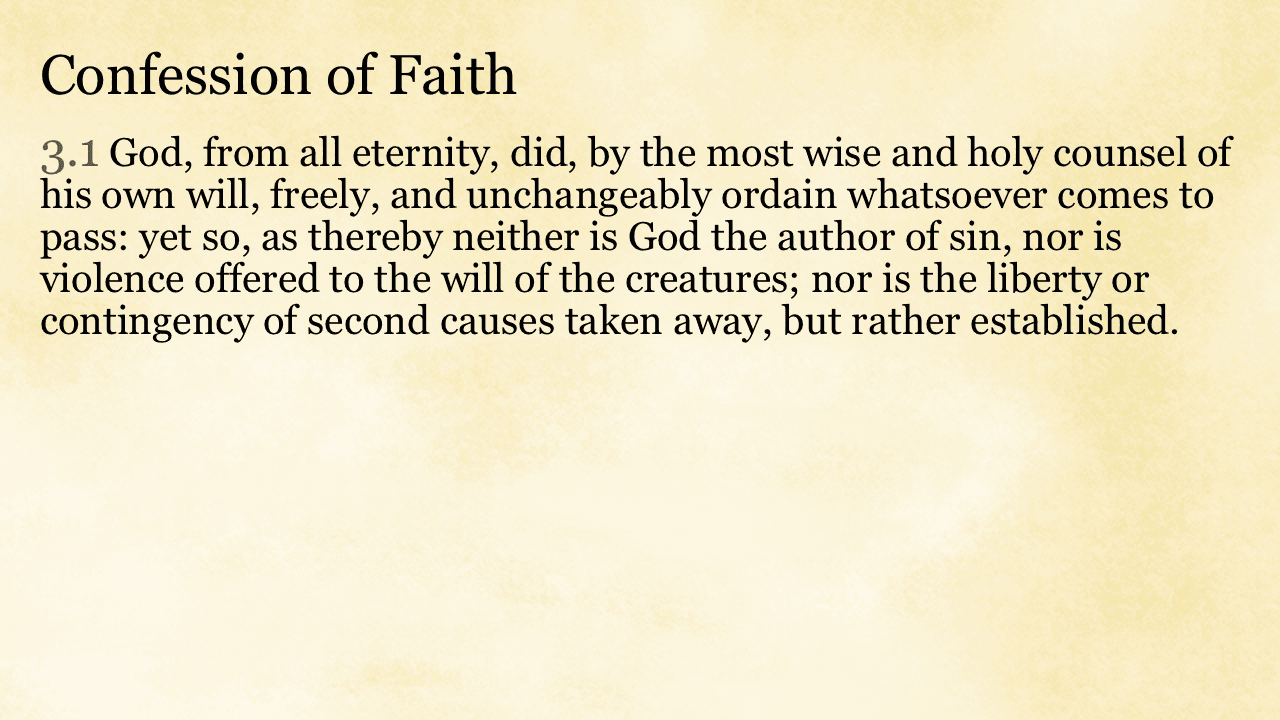 Confession of Faith
3.1 God, from all eternity, did, by the most wise and holy counsel of
his own will, freely, and unchangeably ordain whatsoever comes to
pass: yet so, as thereby neither is God the author of sin, nor is
violence offered to the will of the creatures; nor is the liberty or
contingency of second causes taken away, but rather established.